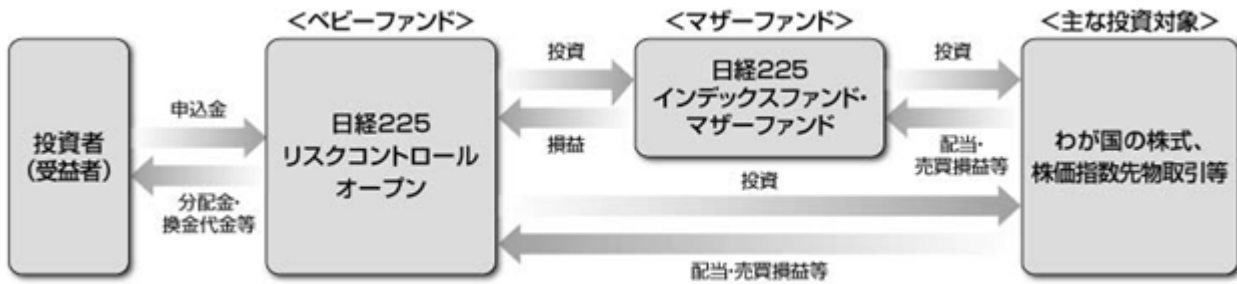 <ベビーファンド>
<マザーファンド>
<主な投資対象>
投資者
(受益者)
申込金
分配金・
換金代金等
日経225
リスクコントロール
オープン
投資
損益
日経225
インデックスファンド・
マザーファンド
投資
配当・
売買損益等
投資
配当・売買損益等
わが国の株式、
株価指数先物取引等